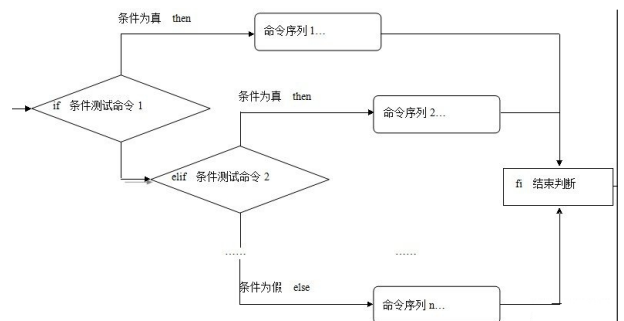 条件为真 then
命令序列 1…
if 条件测试命令 1
条件为真 then
命令序列 2…
elif 条件测试命令 2
fi 结束判断
…… ……
条件为假 else
命令序列 n…